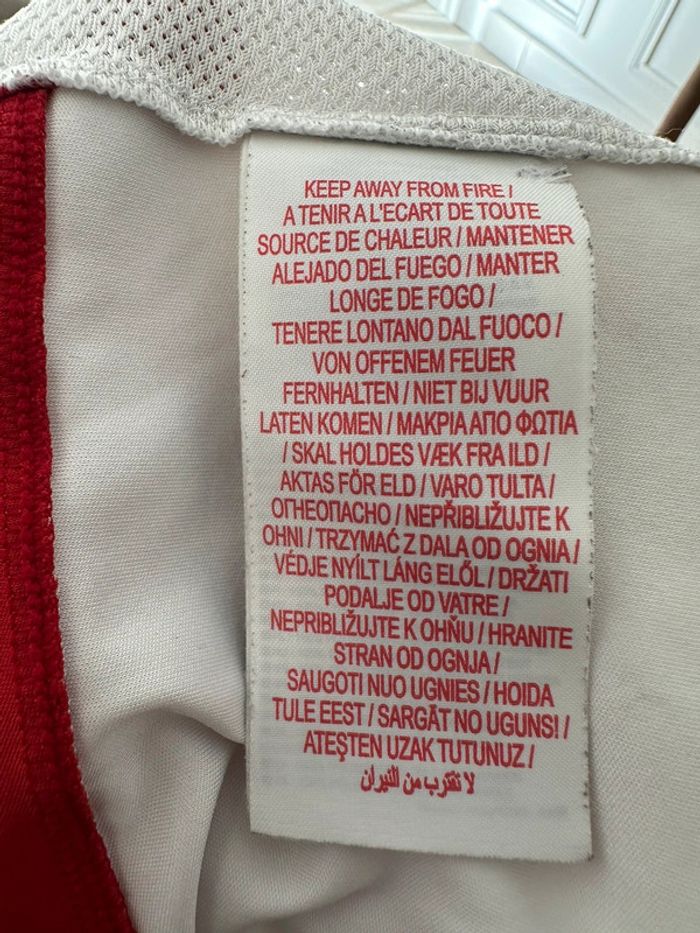 KEEP AWAY FROM FIRE /
A TENIR A L'ECART DE TOUTE
SOURCE DE CHALEUR / MANTENER
ALEJADO DEL FUEGO / MANTER
LONGE DE FOGO /
TENERE LONTANO DAL FUOCO /
VON OFFENEM FEUER
FERNHALTEN / NIET BIJ VUUR
LATEN KOMEN / ΜΑΚΡΙΑ ΑΠΟ ΦΩΤΙΑ
/ SKAL HOLDES VÆK FRA ILD /
AKTAS FÖR ELD / VARO TULTA /
ОГНЕОПАСНО / NEPŘIBLIŽUJTE K
OHNI / TRZYMAĆ Z DALA OD OGNIA /
VÉDJE NYÍLT LÁNG ELŐL / DRŽATI
PODALJE OD VATRE /
NEPRIBLIŽUJTE K OHŇU / HRANITE
STRAN OD OGNJA /
SAUGOTI NUO UGNIES / HOIDA
TULE EEST / SARGĀT NO UGUNS! /
ATEŞTEN UZAK TUTUNUZ /
لا تقترب من النيران